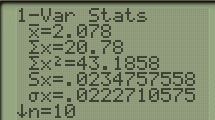 1-Var Stats
x̄=2.078
Σx=20.78
Σx²=43.1858
Sx=.0234757558
σx=.0222710575
↓n=10